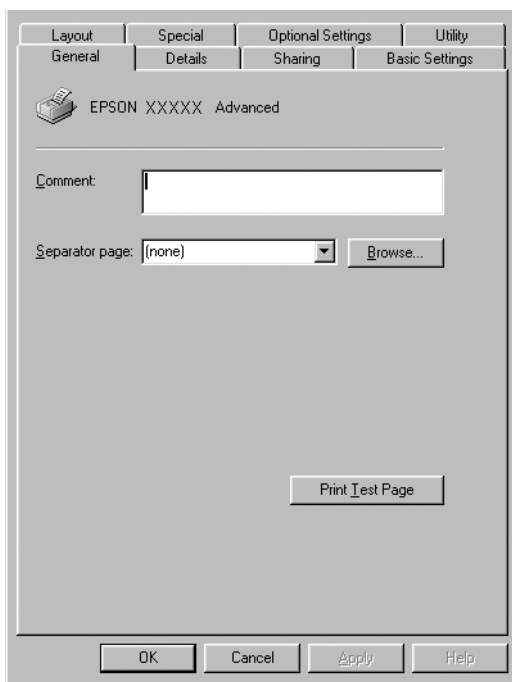 Layout Special Optional Settings Utility
General Details Sharing Basic Settings
EPSON XXXXX Advanced
Comment:
Separator page: (none) Browse...
Print Test Page
OK Cancel Apply Help